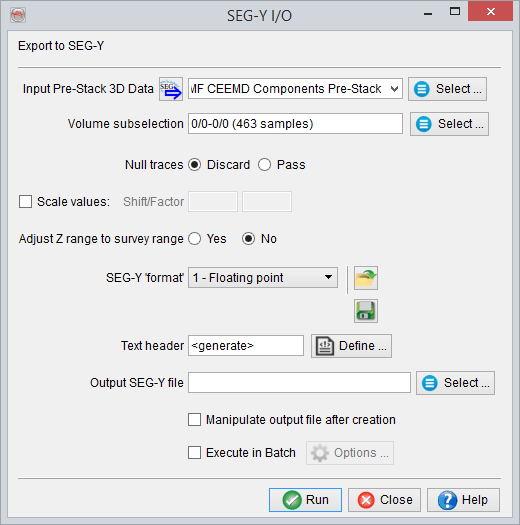 SEG-Y I/O
Export to SEG-Y
Input Pre-Stack 3D Data SEG MF CEEMD Components Pre-Stack Select ...
Volume subselection 0/0-0/0 (463 samples) Select ...
Null traces Discard Pass
Scale values: Shift/Factor
Adjust Z range to survey range Yes No
SEG-Y 'format' 1 - Floating point
Text header <generate> Define ...
Output SEG-Y file Select ...
Manipulate output file after creation
Execute in Batch Options ...
Run Close Help